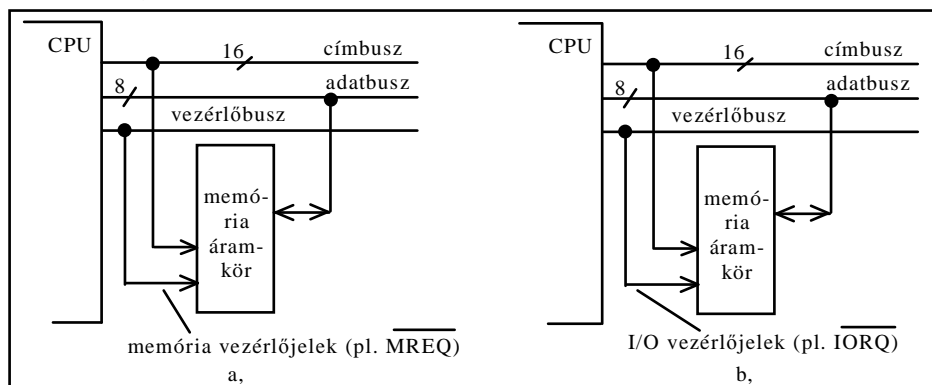 CPU
16
címbusz
8
adatbusz
vezérlőbusz
memó-
ria
áram-
kör
memória vezérlőjelek (pl. MREQ)
a,
CPU
16
címbusz
8
adatbusz
vezérlőbusz
memó-
ria
áram-
kör
I/O vezérlőjelek (pl. IORQ)
b,